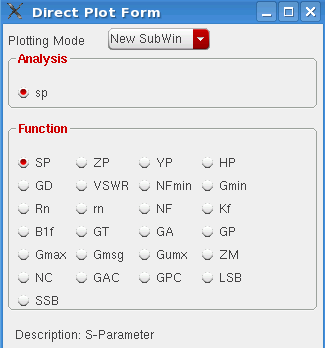 Direct Plot Form
Plotting Mode New SubWin
Analysis
sp
Function
SP ZP YP HP
GD VSWR NFmin Gmin
Rn rn NF Kf
B1f GT GA GP
Gmax Gmsg Gumx ZM
NC GAC GPC LSB
SSB
Description: S-Parameter